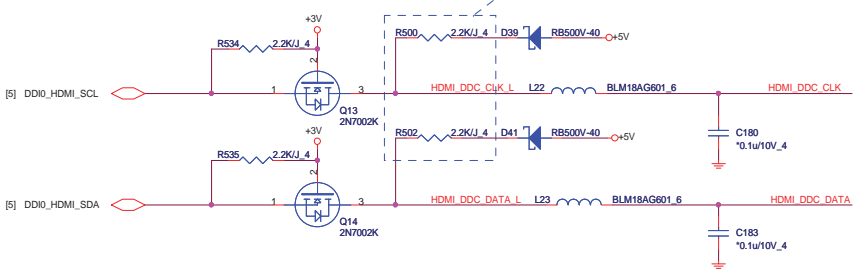 +3V
R534 2.2K/J_4
R500 2.2K/J_4 D39 RB500V-40 +5V
2
[5] DDI0_HDMI_SCL 1 3 HDMI_DDC_CLK_L L22 BLM18AG601_6 HDMI_DDC_CLK
Q13
2N7002K
C180
*0.1u/10V_4
+3V
R535 2.2K/J_4
R502 2.2K/J_4 D41 RB500V-40 +5V
2
[5] DDI0_HDMI_SDA 1 3 HDMI_DDC_DATA_L L23 BLM18AG601_6 HDMI_DDC_DATA
Q14
2N7002K
C183
*0.1u/10V_4